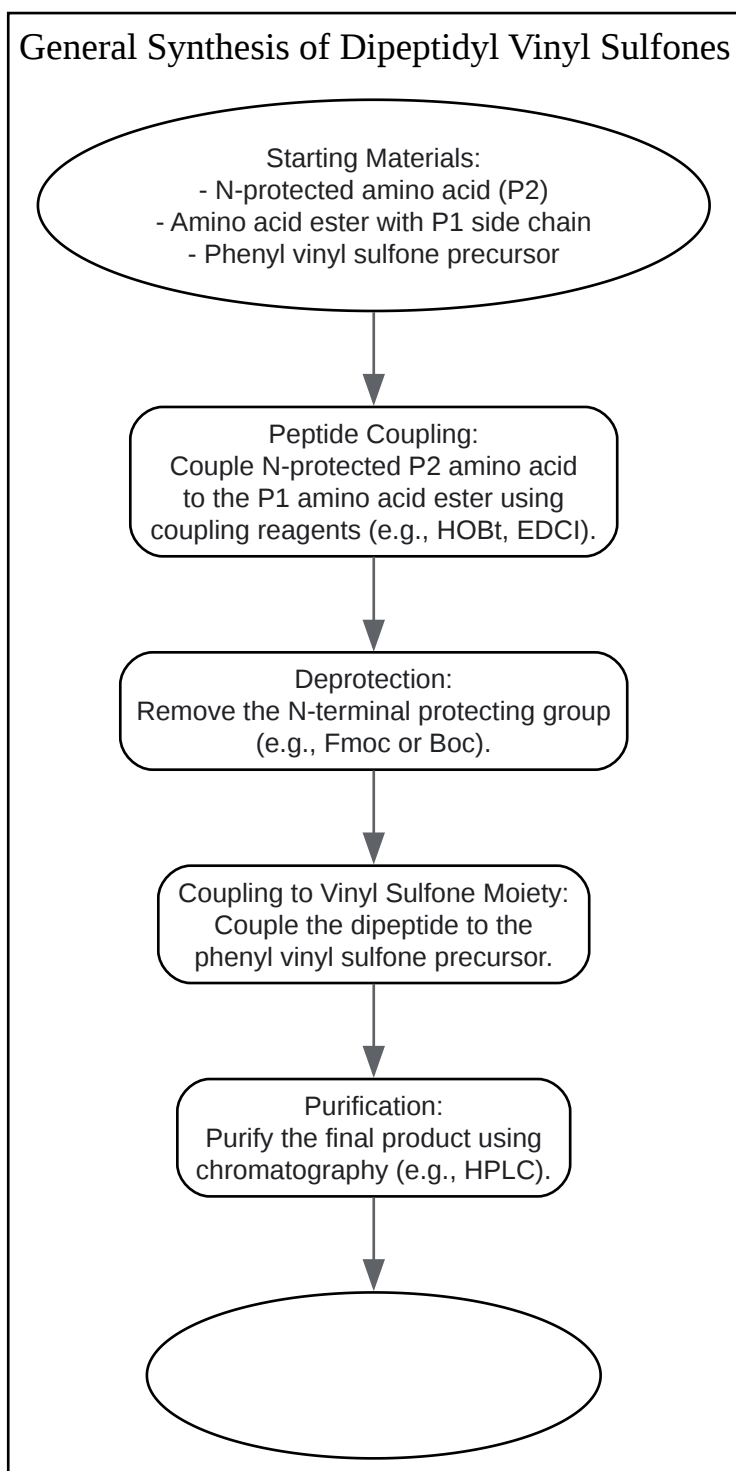 General Synthesis of Dipeptidyl Vinyl Sulfones
Starting Materials:
- N-protected amino acid (P2)
- Amino acid ester with P1 side chain
- Phenyl vinyl sulfone precursor
Peptide Coupling:
Couple N-protected P2 amino acid
to the P1 amino acid ester using
coupling reagents (e.g., HOBt, EDCI).
Deprotection:
Remove the N-terminal protecting group
(e.g., Fmoc or Boc).
Coupling to Vinyl Sulfone Moiety:
Couple the dipeptide to the
phenyl vinyl sulfone precursor.
Purification:
Purify the final product using
chromatography (e.g., HPLC).